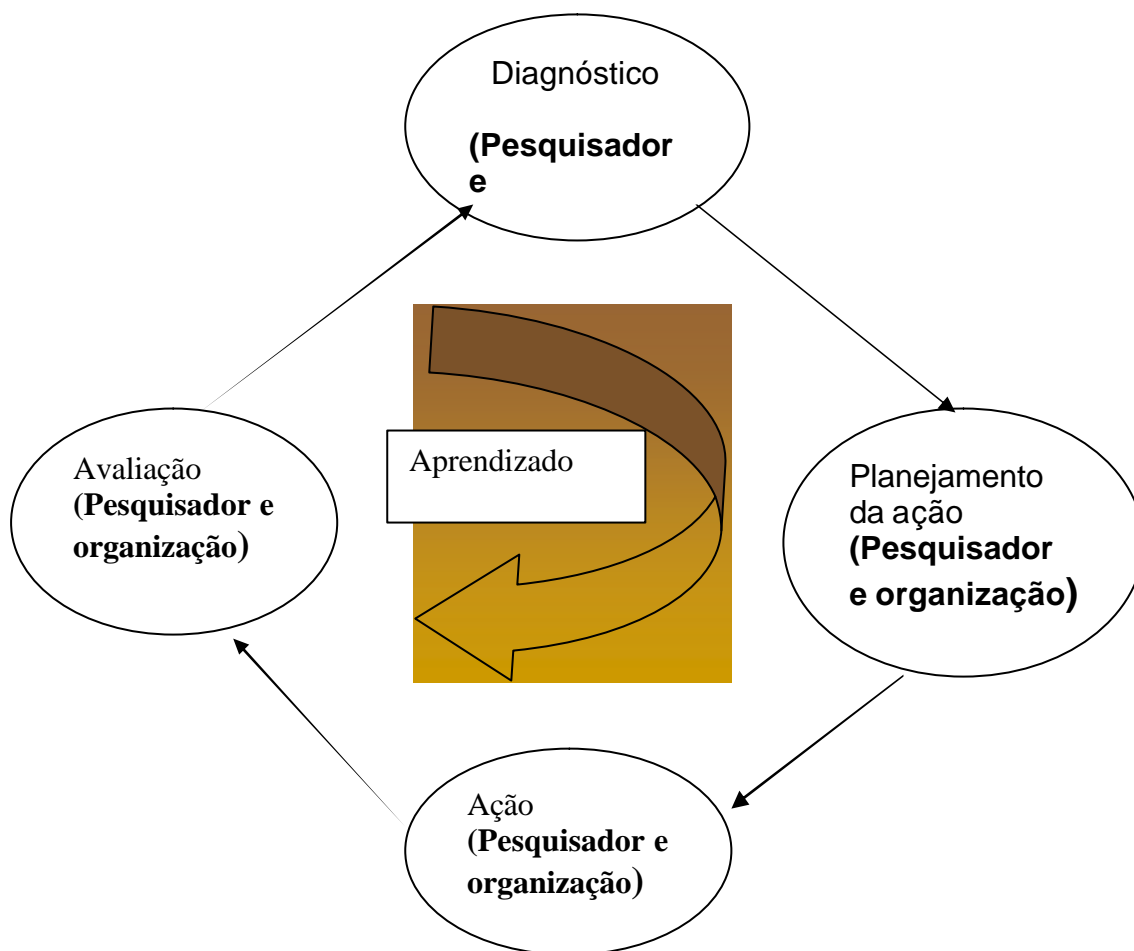 Diagnóstico
(Pesquisador
e
Avaliação
(Pesquisador e
organização)
Aprendizado
Planejamento
da ação
(Pesquisador
e organização)
Ação
(Pesquisador e
organização)